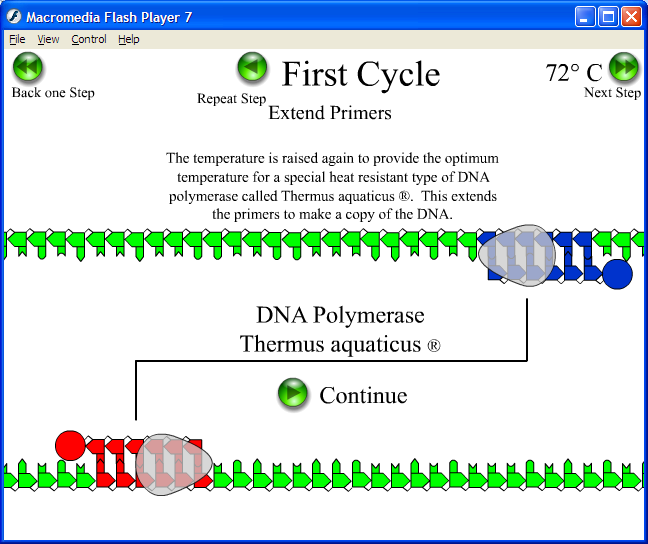 Macromedia Flash Player 7
File View Control Help
Back one Step
Repeat Step
First Cycle
72° C
Next Step
Extend Primers
The temperature is raised again to provide the optimum
temperature for a special heat resistant type of DNA
polymerase called Thermus aquaticus ®. This extends
the primers to make a copy of the DNA.
DNA Polymerase
Thermus aquaticus ®
Continue